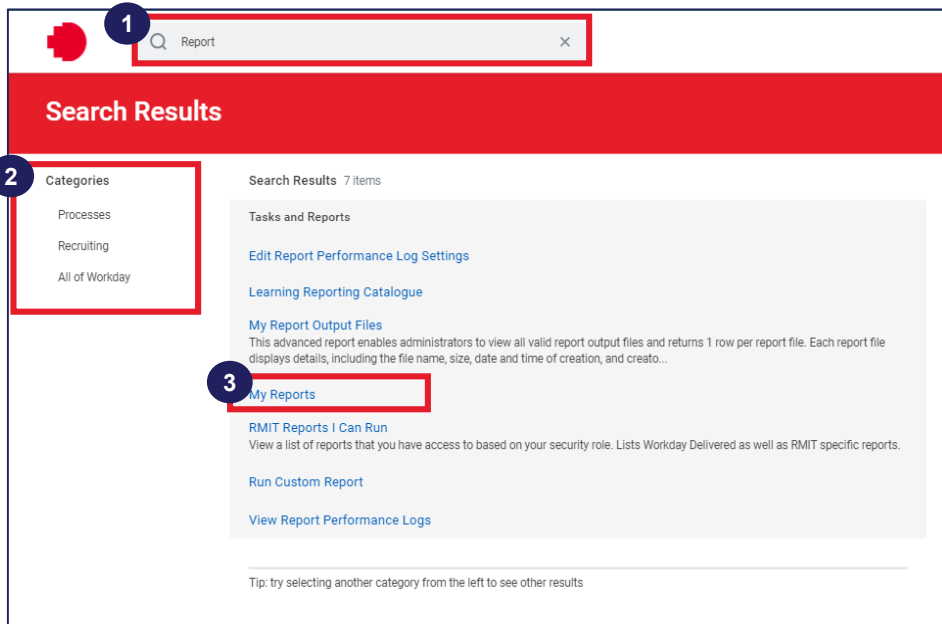 1
Report
Search Results
2
Categories
Processes
Recruiting
All of Workday
Search Results 7 items
Tasks and Reports
Edit Report Performance Log Settings
Learning Reporting Catalogue
My Report Output Files
This advanced report enables administrators to view all valid report output files and returns 1 row per report file. Each report file
displays details, including the file name, size, date and time of creation, and creato...
3
My Reports
RMIT Reports I Can Run
View a list of reports that you have access to based on your security role. Lists Workday Delivered as well as RMIT specific reports.
Run Custom Report
View Report Performance Logs
Tip: try selecting another category from the left to see other results